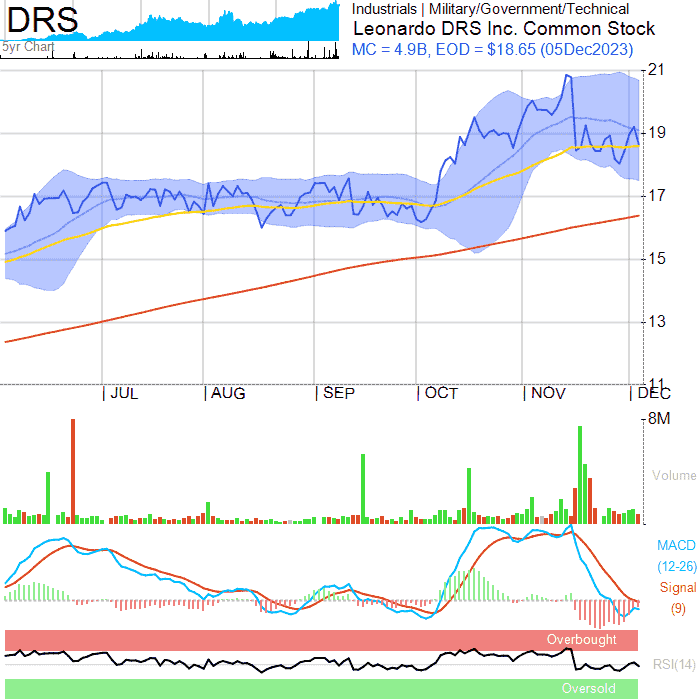 DRS
5yr Chart
Industrials | Military/Government/Technical
Leonardo DRS Inc. Common Stock
MC = 4.9B, EOD = $18.65 (05Dec2023)
21
19
17
15
13
11
JUL AUG SEP OCT NOV DEC
8M
Volume
MACD
(12-26)
Signal
(9)
Overbought
RSI(14)
Oversold